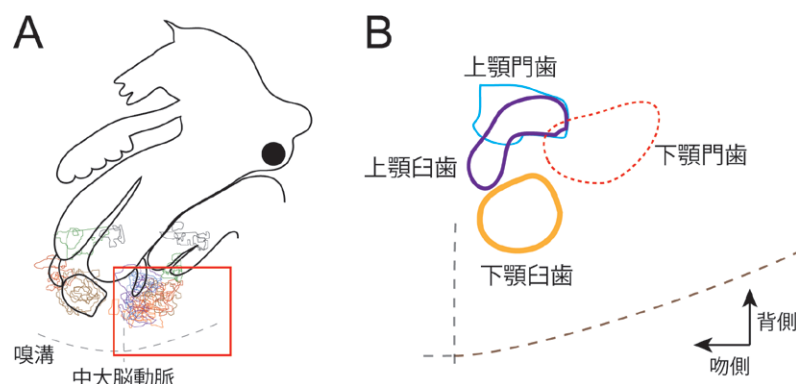 A
B
上顎門歯
上顎臼歯
下顎門歯
下顎臼歯
嗅溝
中大脳動脈
背側
吻側